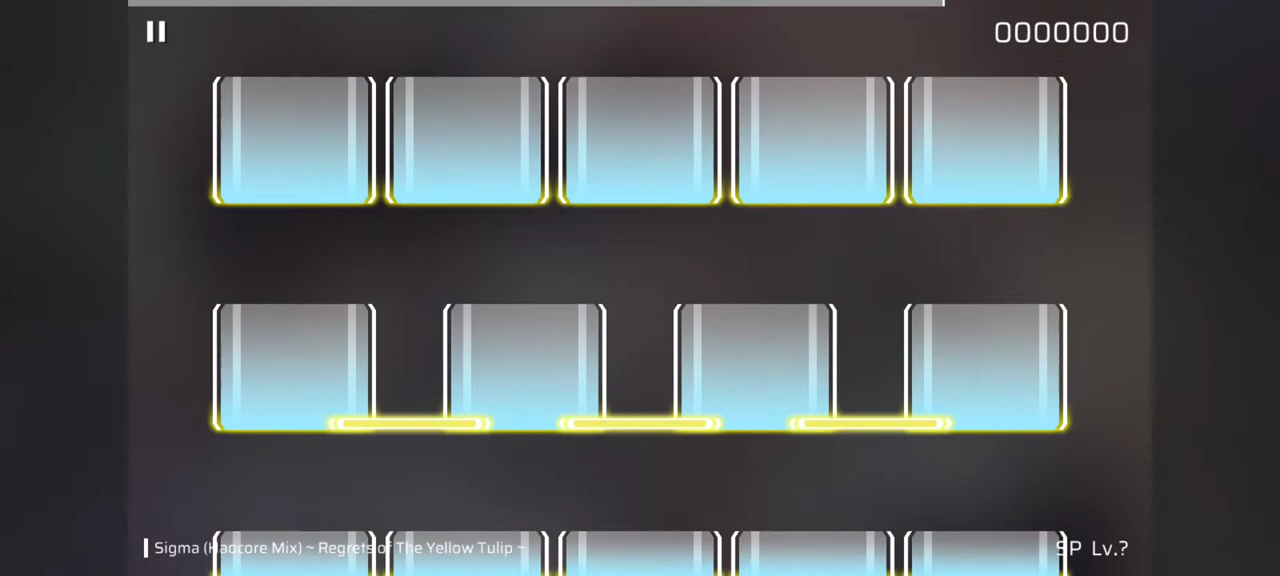 0000000
Sigma (Haocore Mix) ~ Regrets of The Yellow Tulip ~
SP Lv.?